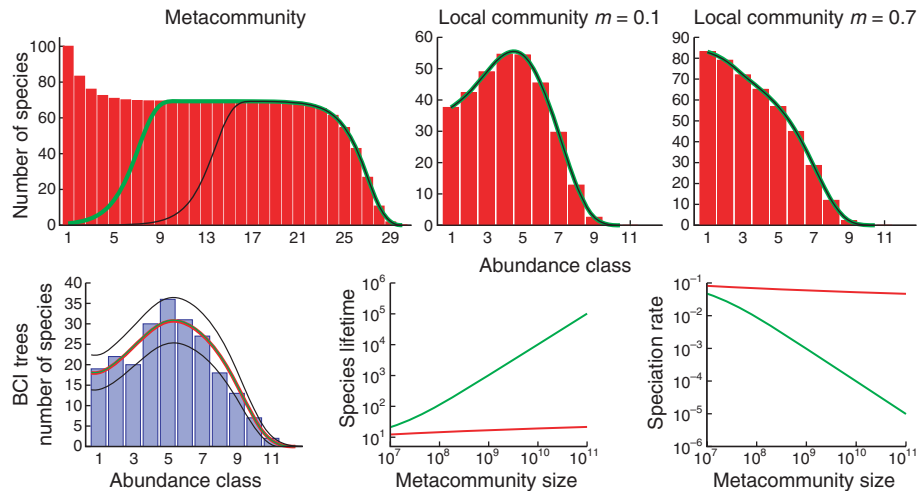 Metacommunity
Local community m = 0.1
Local community m = 0.7
Number of species
100
80
60
40
20
0
1 5 9 13 17 21 25 29
60
50
40
30
20
10
0
1 3 5 7 9 11
90
80
70
60
50
40
30
20
10
0
1 3 5 7 9 11
Abundance class
BCI trees
number of species
40
35
30
25
20
15
10
5
0
1 3 5 7 9 11
Abundance class
Species lifetime
10^6
10^5
10^4
10^3
10^2
10^1
10^7 10^8 10^9 10^10 10^11
Metacommunity size
Speciation rate
10^-1
10^-2
10^-3
10^-4
10^-5
10^-6
10^7 10^8 10^9 10^10 10^11
Metacommunity size